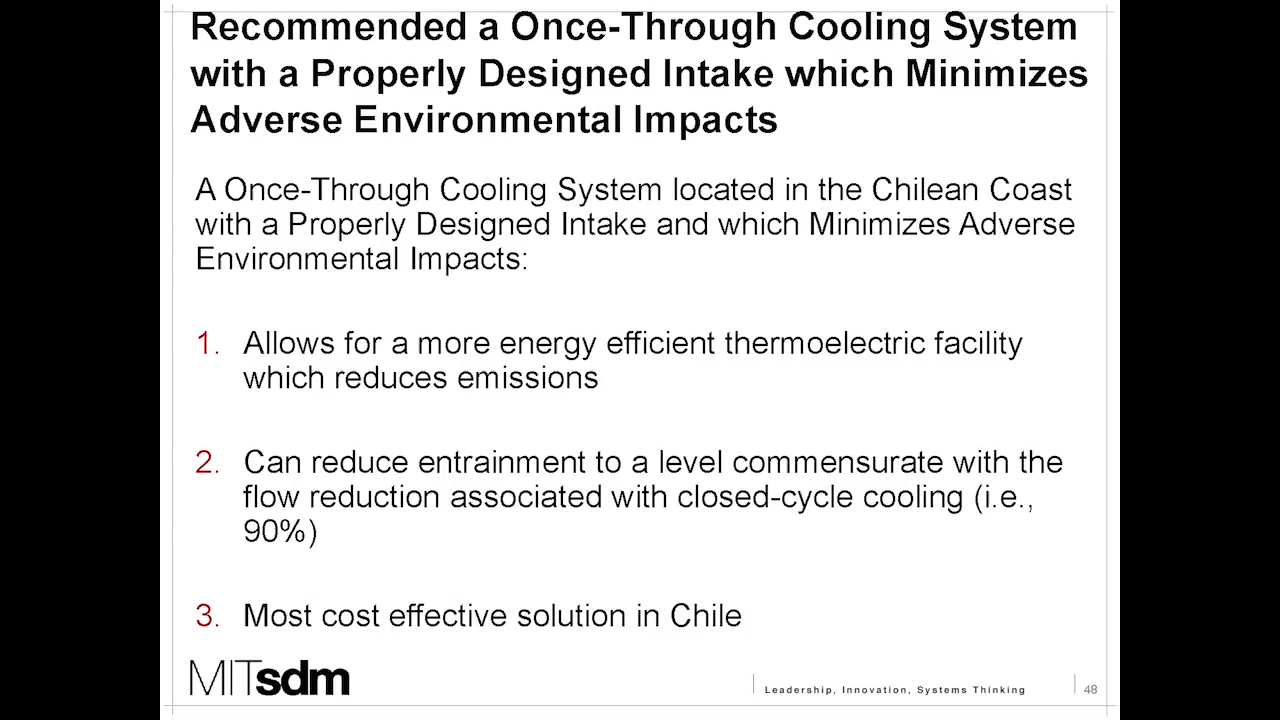 Recommended a Once-Through Cooling System
with a Properly Designed Intake which Minimizes
Adverse Environmental Impacts
A Once-Through Cooling System located in the Chilean Coast
with a Properly Designed Intake and which Minimizes Adverse
Environmental Impacts:
1. Allows for a more energy efficient thermoelectric facility
which reduces emissions
2. Can reduce entrainment to a level commensurate with the
flow reduction associated with closed-cycle cooling (i.e.,
90%)
3. Most cost effective solution in Chile
MITsdm
Leadership, Innovation, Systems Thinking
48